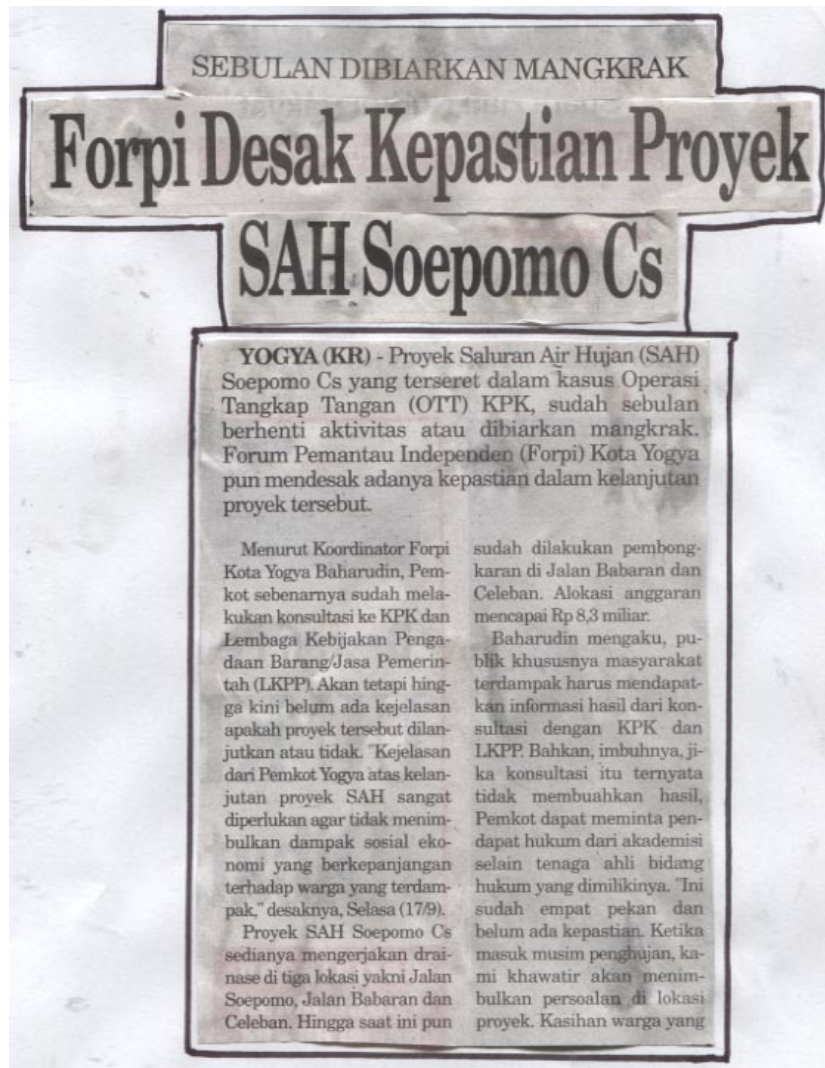 SEBULAN DIBIARKAN MANGKRAK
Forpi Desak Kepastian Proyek
SAH Soepomo Cs
YOGYA (KR) - Proyek Saluran Air Hujan (SAH)
Soepomo Cs yang terseret dalam kasus Operasi
Tangkap Tangan (OTT) KPK, sudah sebulan
berhenti aktivitas atau dibiarkan mangkrak.
Forum Pemantau Independen (Forpi) Kota Yogya
pun mendesak adanya kepastian dalam kelanjutan
proyek tersebut.
Menurut Koordinator Forpi
Kota Yogya Baharudin, Pem-
kot sebenarnya sudah mela-
kukan konsultasi ke KPK dan
Lembaga Kebijakan Penga-
daan Barang/Jasa Pemerin-
tah (LKPP). Akan tetapi hing-
ga kini belum ada kejelasan
apakah proyek tersebut dilan-
jutkan atau tidak. "Kejelasan
dari Pemkot Yogya atas kelan-
jutan proyek SAH sangat
diperlukan agar tidak menim-
bulkan dampak sosial eko-
nomi yang berkepanjangan
terhadap warga yang terdam-
pak," desaknya, Selasa (17/9).
Proyek SAH Soepomo Cs
sedianya mengerjakan drai-
nase di tiga lokasi yakni Jalan
Soepomo, Jalan Babaran dan
Celeban. Hingga saat ini pun
sudah dilakukan pembong-
karan di Jalan Babaran dan
Celeban. Alokasi anggaran
mencapai Rp 8,3 miliar.
Baharudin mengaku, pu-
blik khususnya masyarakat
terdampak harus mendapat-
kan informasi hasil dari kon-
sultasi dengan KPK dan
LKPP. Bahkan, imbuhnya, ji-
ka konsultasi itu ternyata
tidak membuahkan hasil,
Pemkot dapat meminta pen-
dapat hukum dari akademisi
selain tenaga ahli bidang
hukum yang dimilikinya. "Ini
sudah empat pekan dan
belum ada kepastian. Ketika
masuk musim penghujan, ka-
mi khawatir akan menim-
bulkan persoalan di lokasi
proyek. Kasihan warga yang